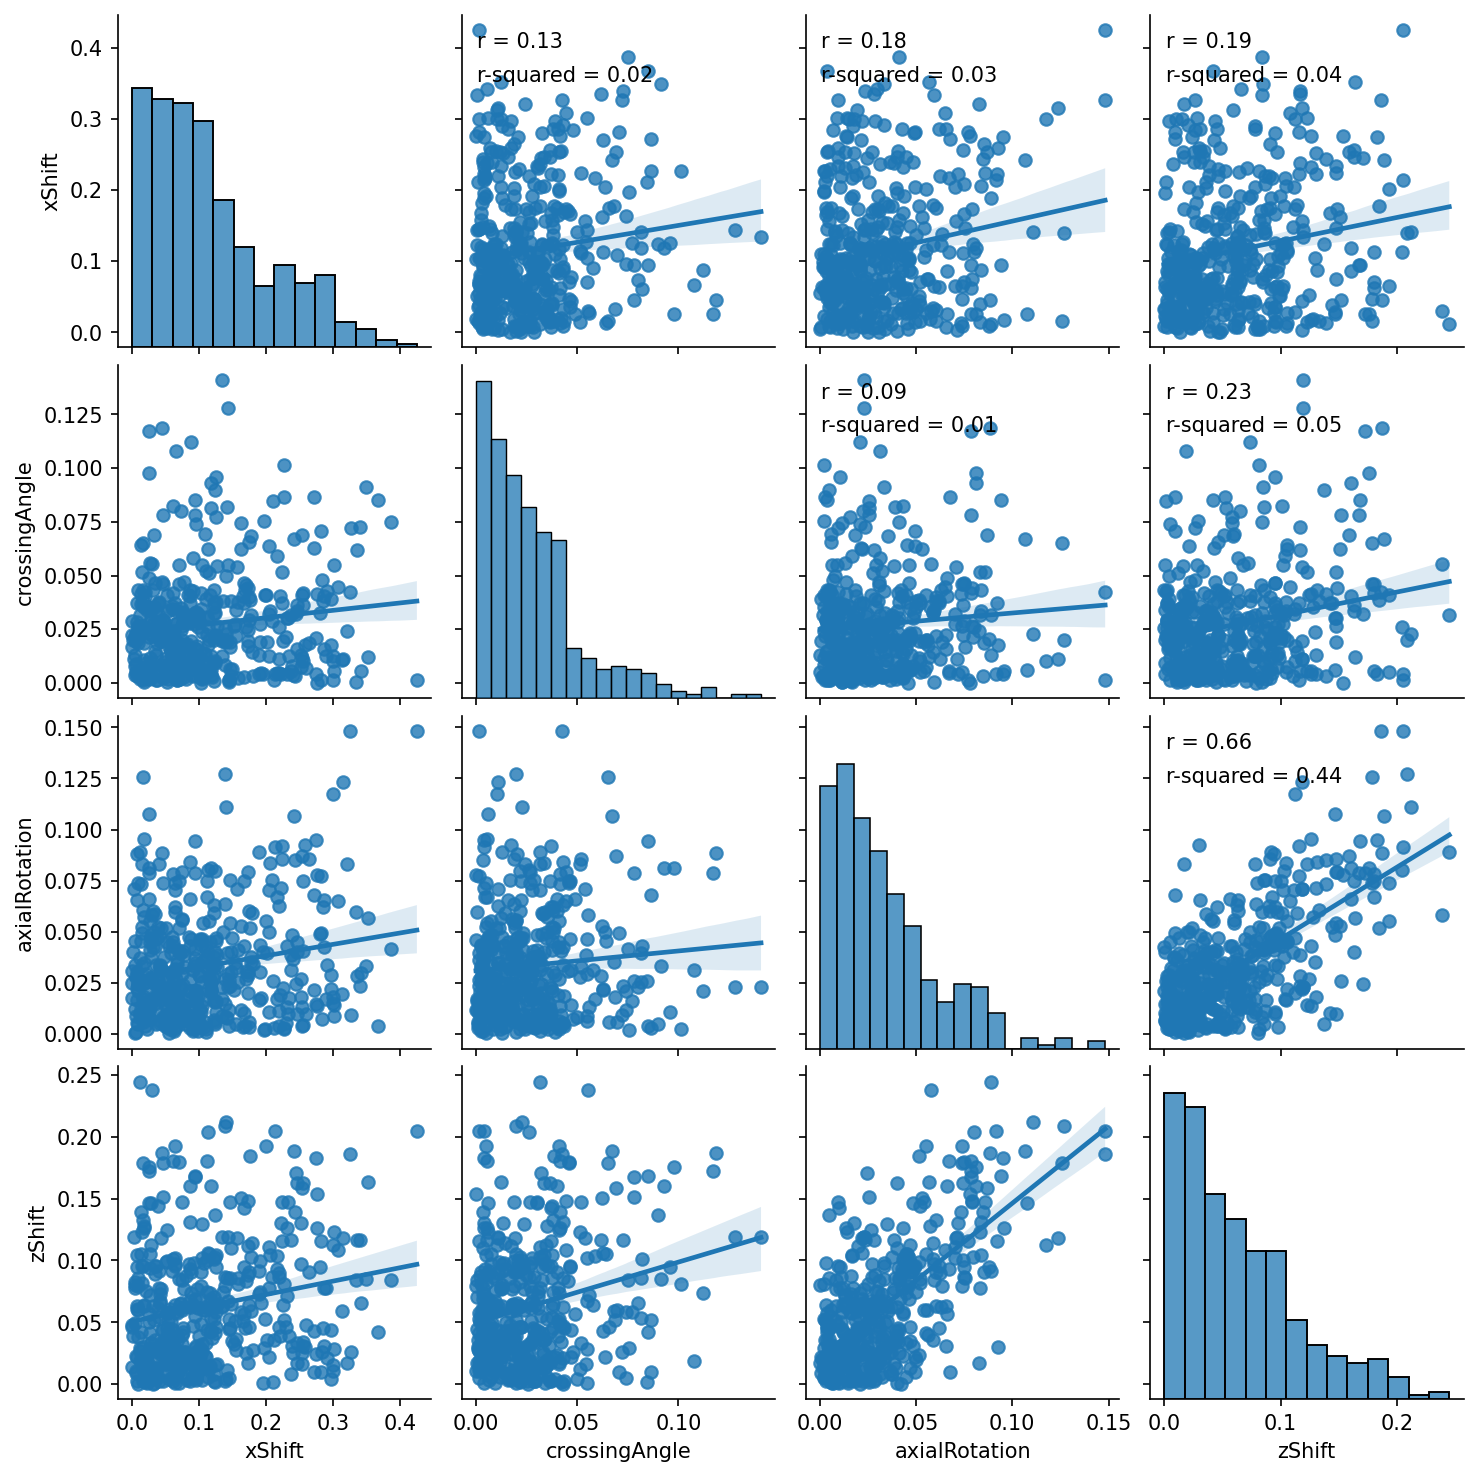 0.4
0.3
0.2
0.1
0.0
xShift
r = 0.13
r-squared = 0.02
r = 0.18
r-squared = 0.03
r = 0.19
r-squared = 0.04
0.125
0.100
0.075
0.050
0.025
0.000
crossingAngle
r = 0.09
r-squared = 0.01
r = 0.23
r-squared = 0.05
0.150
0.125
0.100
0.075
0.050
0.025
0.000
axialRotation
r = 0.66
r-squared = 0.44
0.25
0.20
0.15
0.10
0.05
0.00
zShift
0.0 0.1 0.2 0.3 0.4
xShift
0.00 0.05 0.10
crossingAngle
0.00 0.05 0.10 0.15
axialRotation
0.0 0.1 0.2
zShift